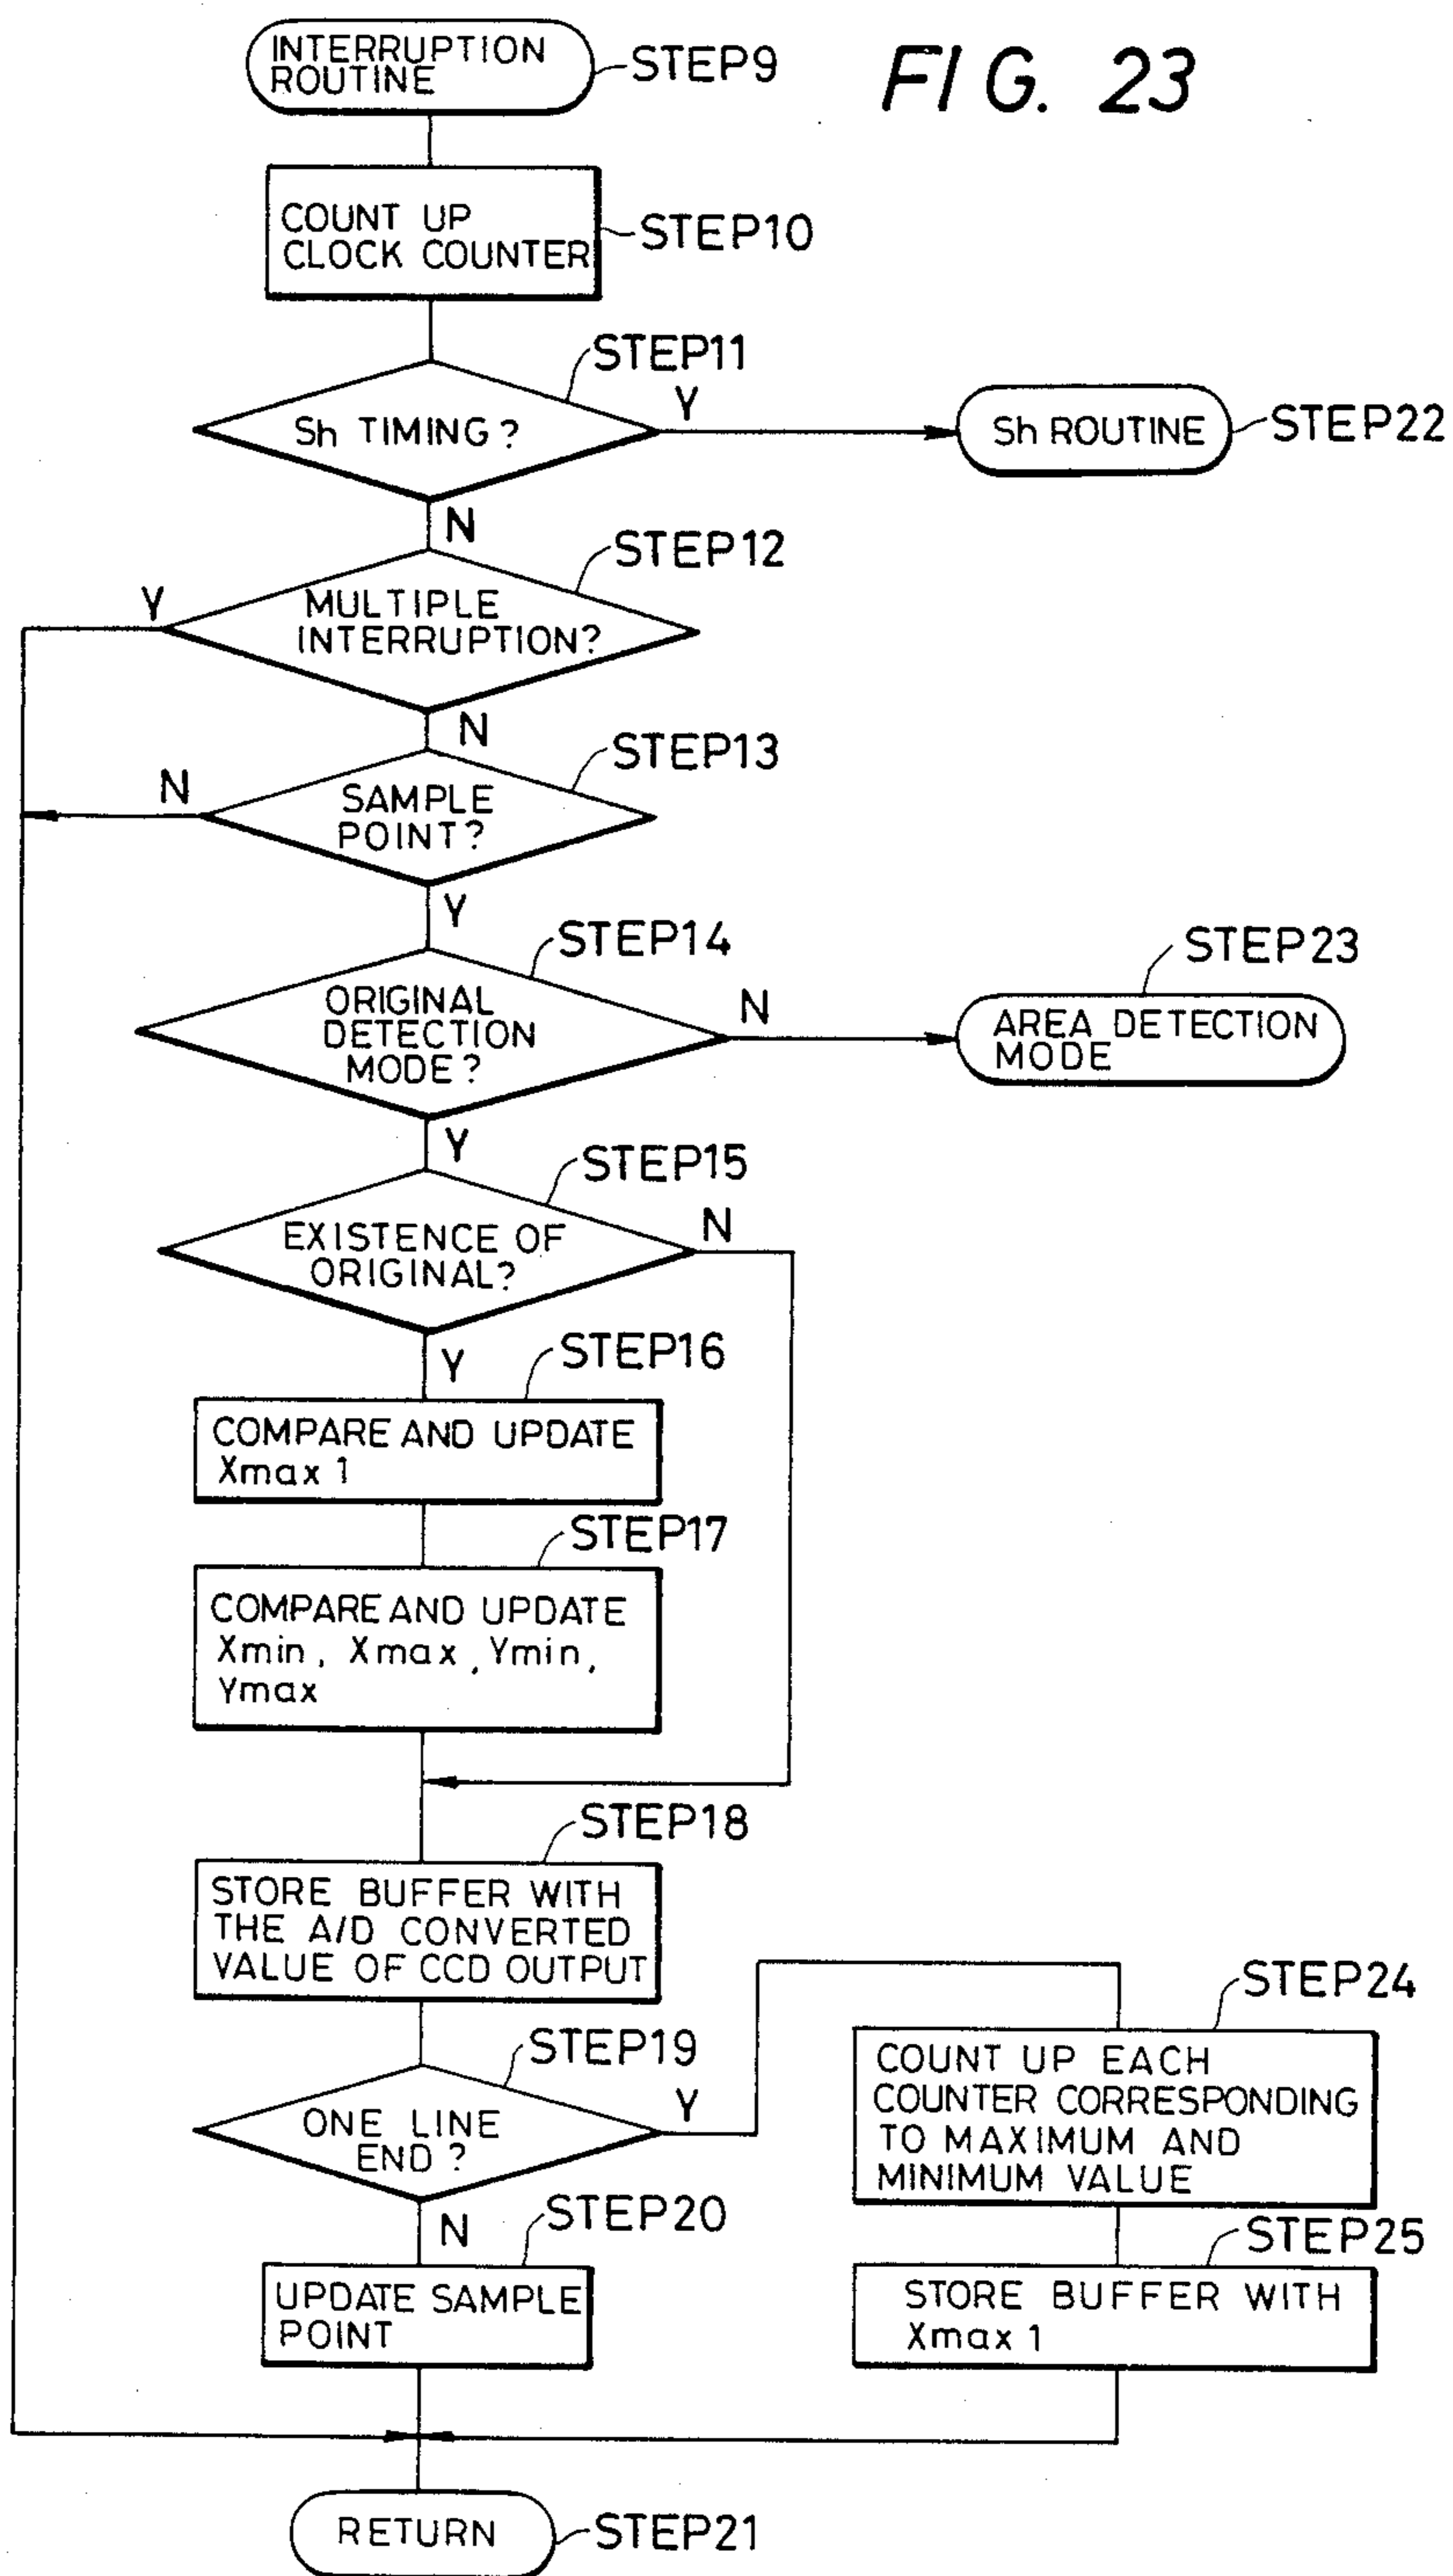 FIG. 23
INTERRUPTION
ROUTINE
STEP9
COUNT UP
CLOCK COUNTER
STEP10
STEP11
Sh TIMING?
Y
Sh ROUTINE
STEP22
N
STEP12
Y
MULTIPLE
INTERRUPTION?
N
STEP13
N
SAMPLE
POINT?
Y
STEP14
ORIGINAL
DETECTION
MODE?
N
STEP23
AREA DETECTION
MODE
Y
STEP15
EXISTENCE OF
ORIGINAL?
N
Y
STEP16
COMPARE AND UPDATE
Xmax 1
STEP17
COMPARE AND UPDATE
Xmin, Xmax, Ymin,
Ymax
STEP18
STORE BUFFER WITH
THE A/D CONVERTED
VALUE OF CCD OUTPUT
STEP19
ONE LINE
END?
Y
STEP24
COUNT UP EACH
COUNTER CORRESPONDING
TO MAXIMUM AND
MINIMUM VALUE
N
STEP20
UPDATE SAMPLE
POINT
STEP25
STORE BUFFER WITH
Xmax 1
RETURN
STEP21